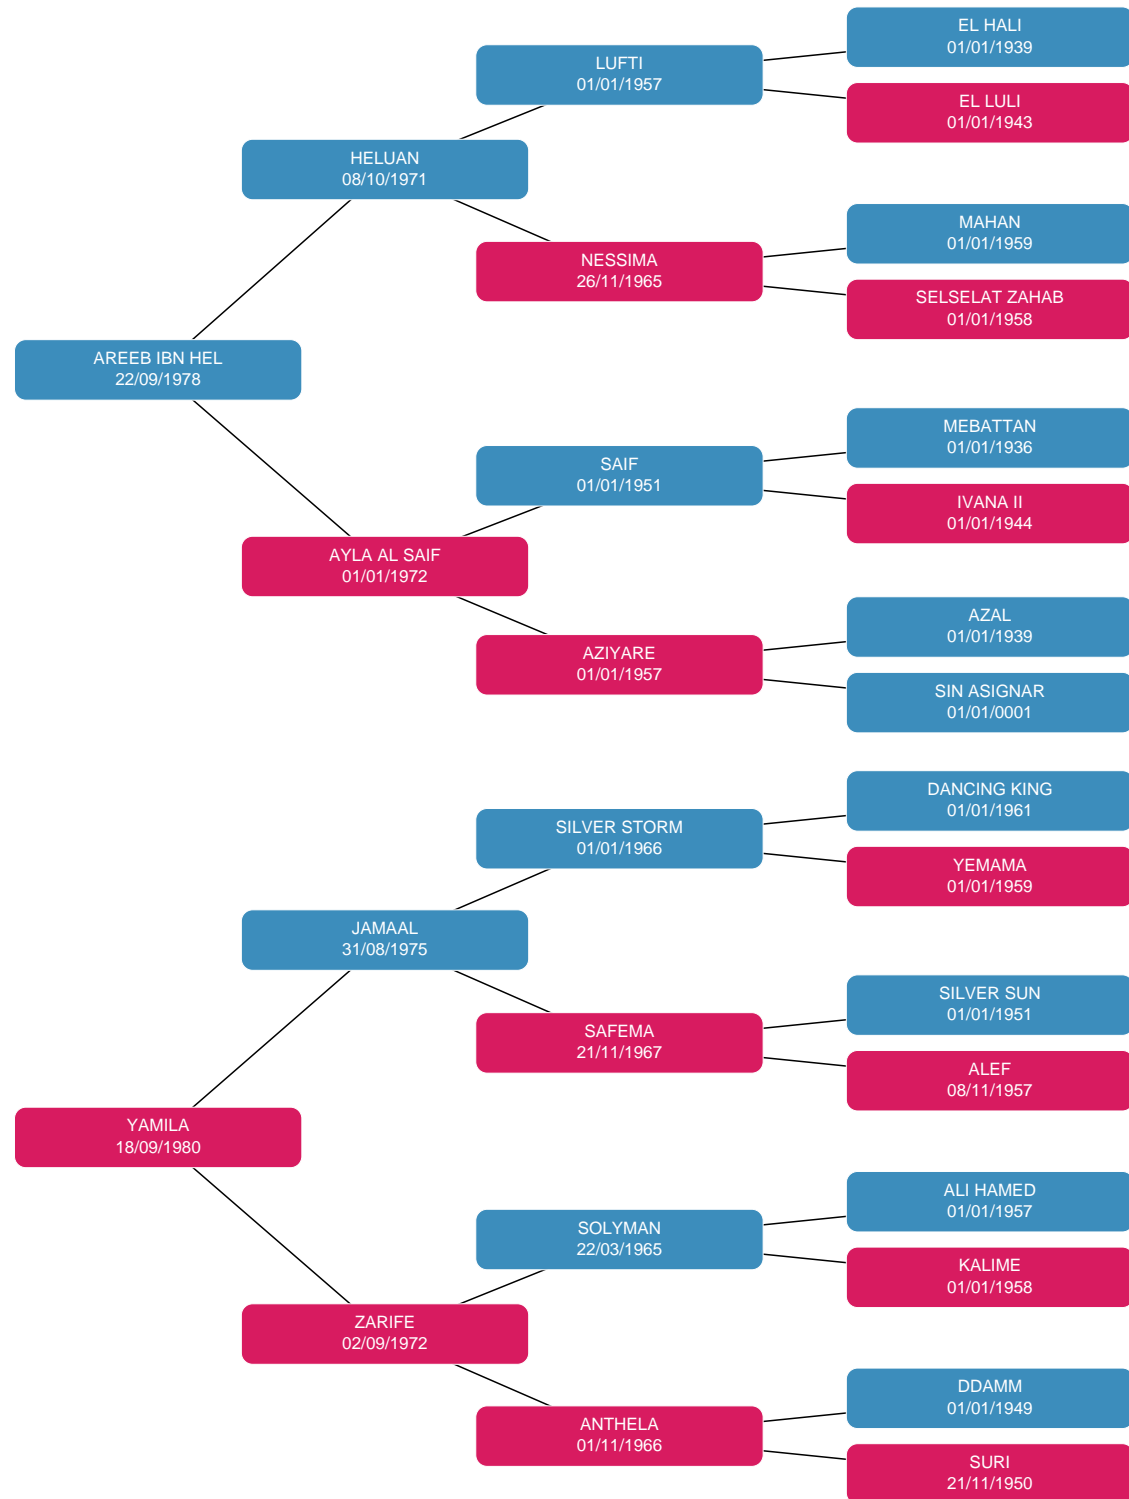 EL HALI
01/01/1939
LUFTI
01/01/1957
EL LULI
01/01/1943
HELUAN
08/10/1971
MAHAN
01/01/1959
NESSIMA
26/11/1965
SELSELAT ZAHAB
01/01/1958
AREEB IBN HEL
22/09/1978
MEBATTAN
01/01/1936
SAIF
01/01/1951
IVANA II
01/01/1944
AYLA AL SAIF
01/01/1972
AZAL
01/01/1939
AZIYARE
01/01/1957
SIN ASIGNAR
01/01/0001
DANCING KING
01/01/1961
SILVER STORM
01/01/1966
YEMAMA
01/01/1959
JAMAAL
31/08/1975
SILVER SUN
01/01/1951
SAFEMA
21/11/1967
ALEF
08/11/1957
YAMILA
18/09/1980
ALI HAMED
01/01/1957
SOLYMAN
22/03/1965
KALIME
01/01/1958
ZARIFE
02/09/1972
DDAMM
01/01/1949
ANTHELA
01/11/1966
SURI
21/11/1950